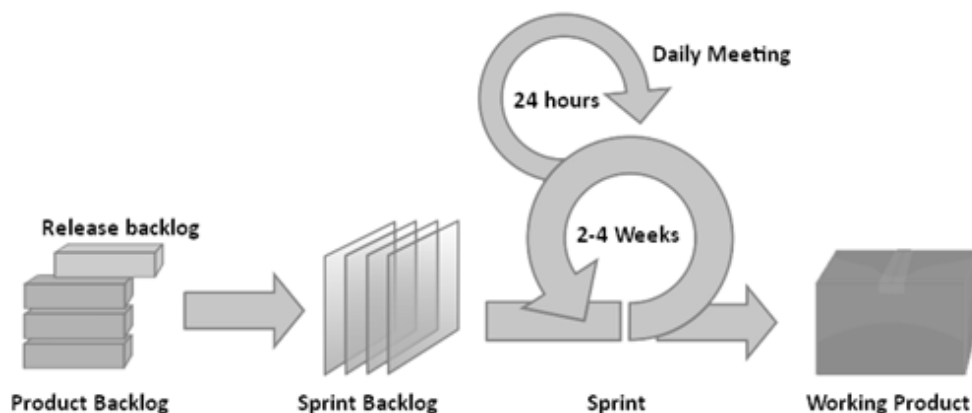 Daily Meeting
24 hours
Release backlog
2-4 Weeks
Product Backlog
Sprint Backlog
Sprint
Working Product